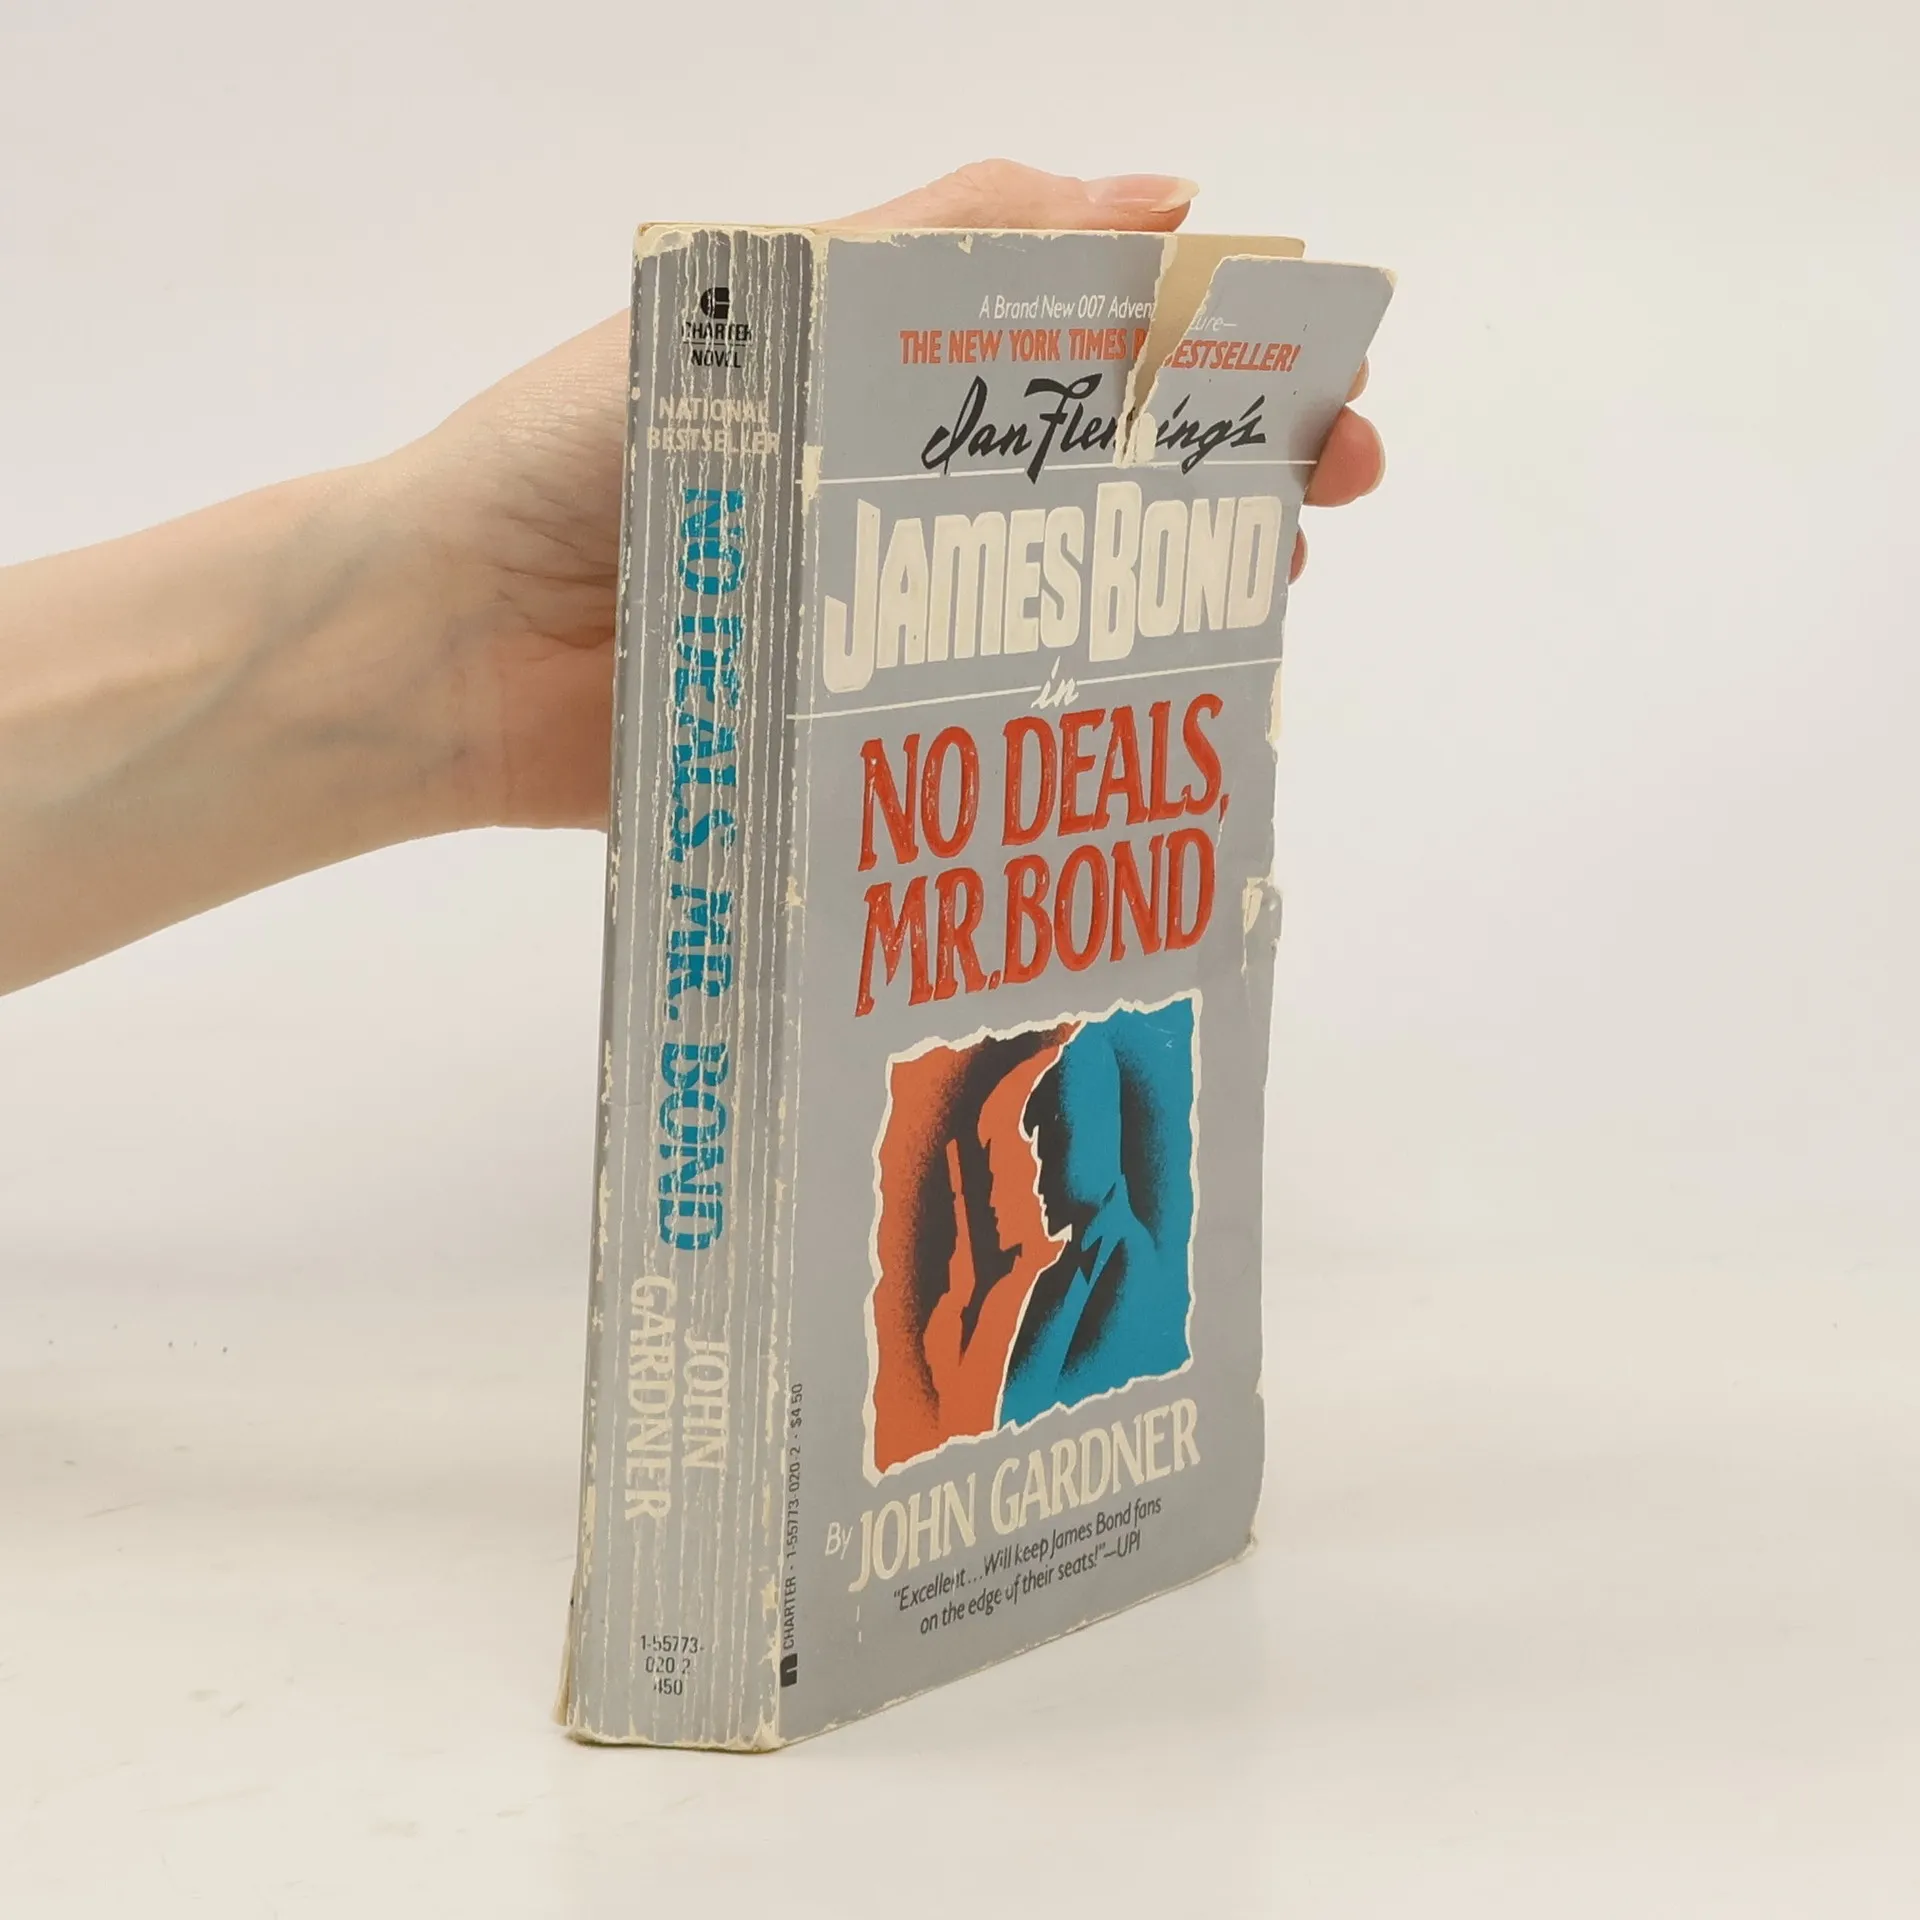 CHARTER
NOVEL
NATIONAL
BESTSELLER
NO DEALS, MR. BOND
JOHN
GARDNER
1-55773-
020-2
450
CHARTER • 1-55773-020-2 • $4.50
A Brand New 007 Adventure—
THE NEW YORK TIMES BESTSELLER!
Ian Fleming's
JAMES BOND
in
NO DEALS,
MR. BOND
By JOHN GARDNER
"Excellent...Will keep James Bond fans
on the edge of their seats!"—UPI